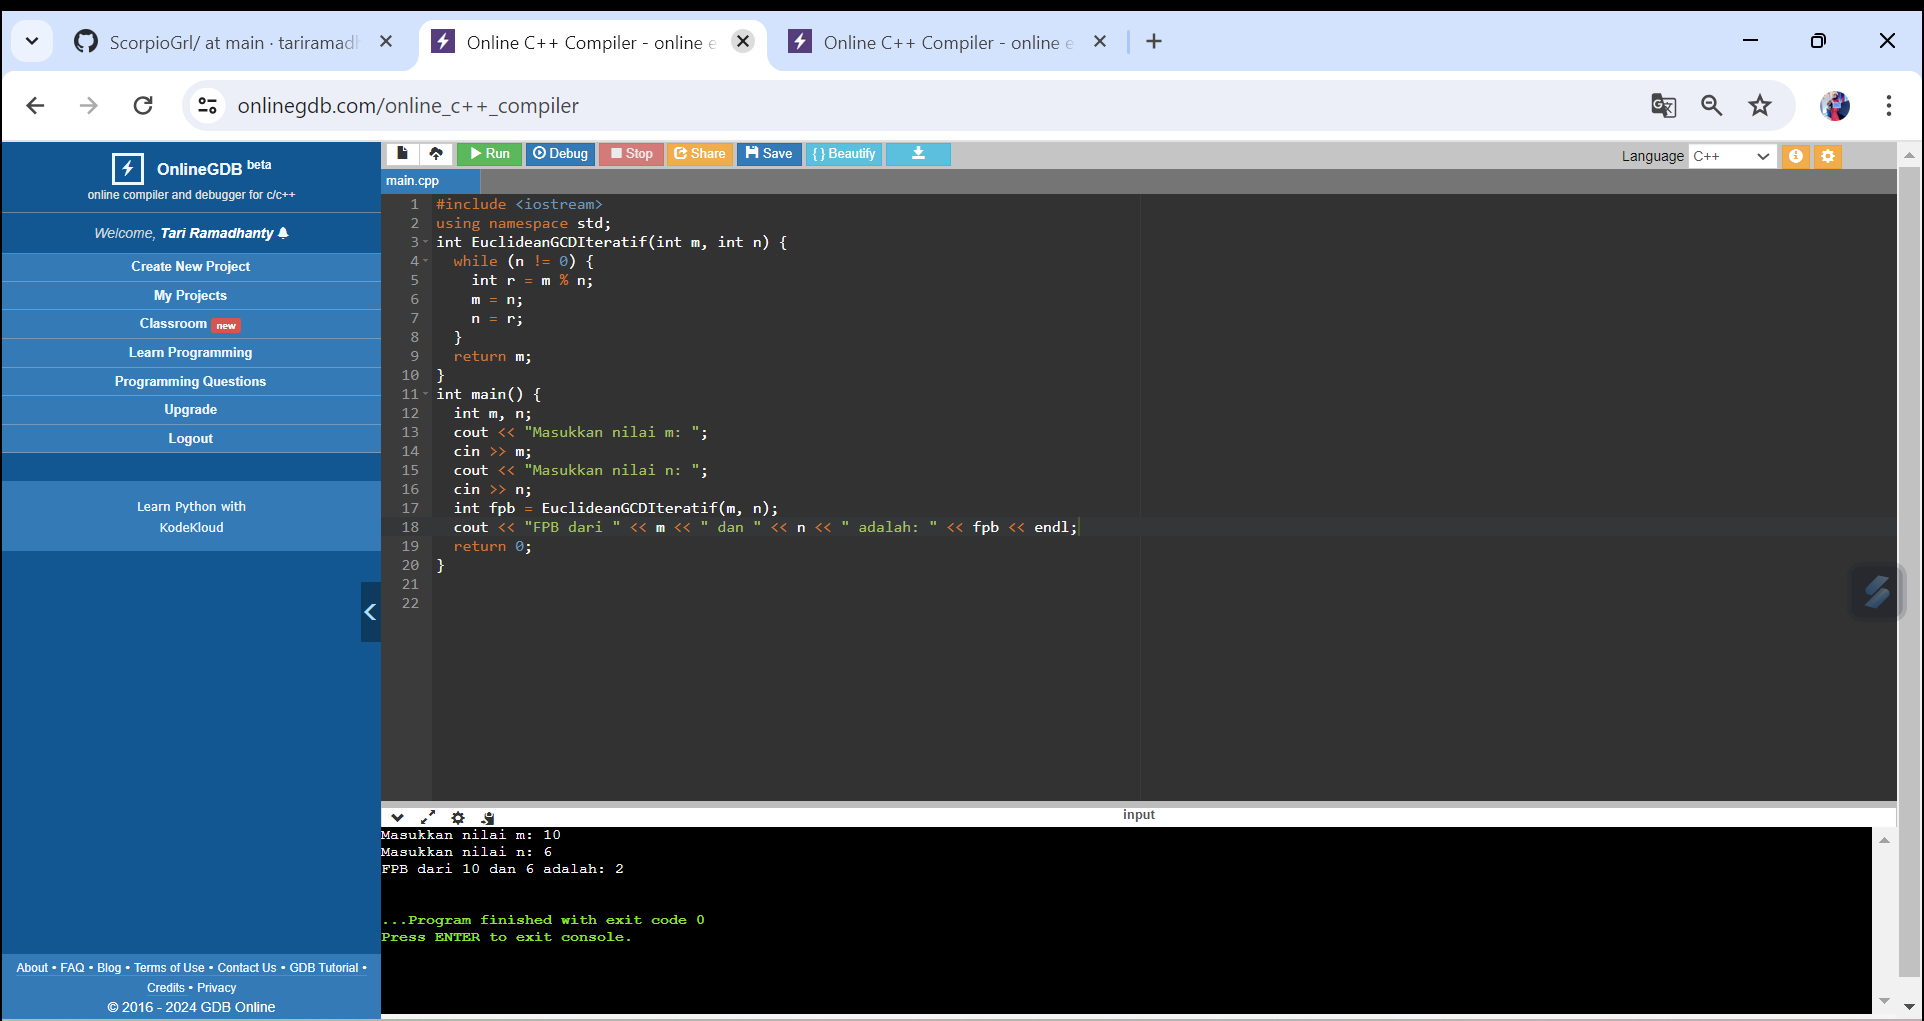 ScorpioGrl/ at main · tariramadh
Online C++ Compiler - online e
Online C++ Compiler - online e
onlinegdb.com/online_c++_compiler
OnlineGDB beta
online compiler and debugger for c/c++
Welcome, Tari Ramadhanty
Create New Project
My Projects
Classroom new
Learn Programming
Programming Questions
Upgrade
Logout
Learn Python with
KodeKloud
About • FAQ • Blog • Terms of Use • Contact Us • GDB Tutorial •
Credits • Privacy
© 2016 - 2024 GDB Online
Run Debug Stop Share Save { } Beautify
Language C++
main.cpp
1 #include <iostream>
2 using namespace std;
3 int EuclideanGCDIteratif(int m, int n) {
4 while (n != 0) {
5 int r = m % n;
6 m = n;
7 n = r;
8 }
9 return m;
10 }
11 int main() {
12 int m, n;
13 cout << "Masukkan nilai m: ";
14 cin >> m;
15 cout << "Masukkan nilai n: ";
16 cin >> n;
17 int fpb = EuclideanGCDIteratif(m, n);
18 cout << "FPB dari " << m << " dan " << n << " adalah: " << fpb << endl;
19 return 0;
20 }
21
22
input
Masukkan nilai m: 10
Masukkan nilai n: 6
FPB dari 10 dan 6 adalah: 2
...Program finished with exit code 0
Press ENTER to exit console.